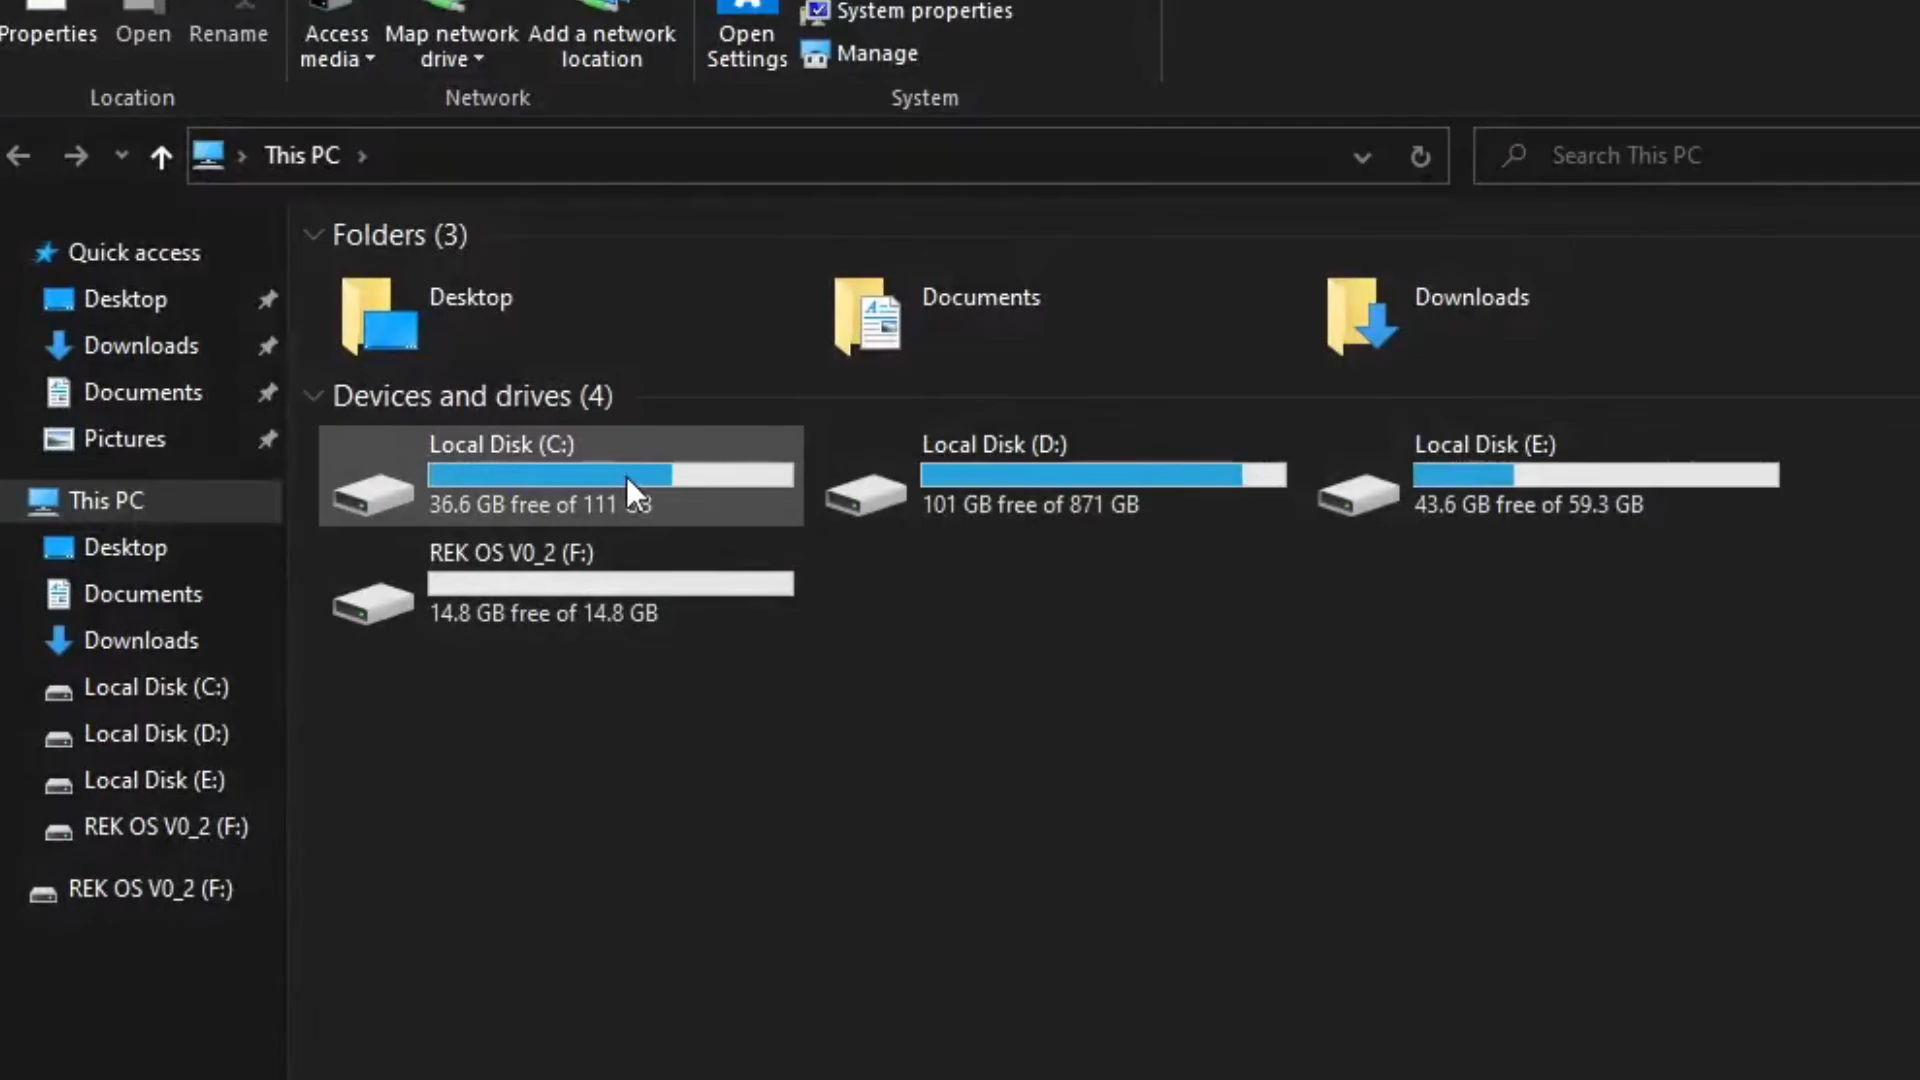 Properties Open Rename
Access media
Map network drive
Add a network location
Open Settings
System properties
Manage
Location
Network
System
This PC
Search This PC
Quick access
Desktop
Downloads
Documents
Pictures
This PC
Desktop
Documents
Downloads
Local Disk (C:)
Local Disk (D:)
Local Disk (E:)
REK OS V0_2 (F:)
REK OS V0_2 (F:)
Folders (3)
Desktop
Documents
Downloads
Devices and drives (4)
Local Disk (C:)
36.6 GB free of 111 GB
Local Disk (D:)
101 GB free of 871 GB
Local Disk (E:)
43.6 GB free of 59.3 GB
REK OS V0_2 (F:)
14.8 GB free of 14.8 GB